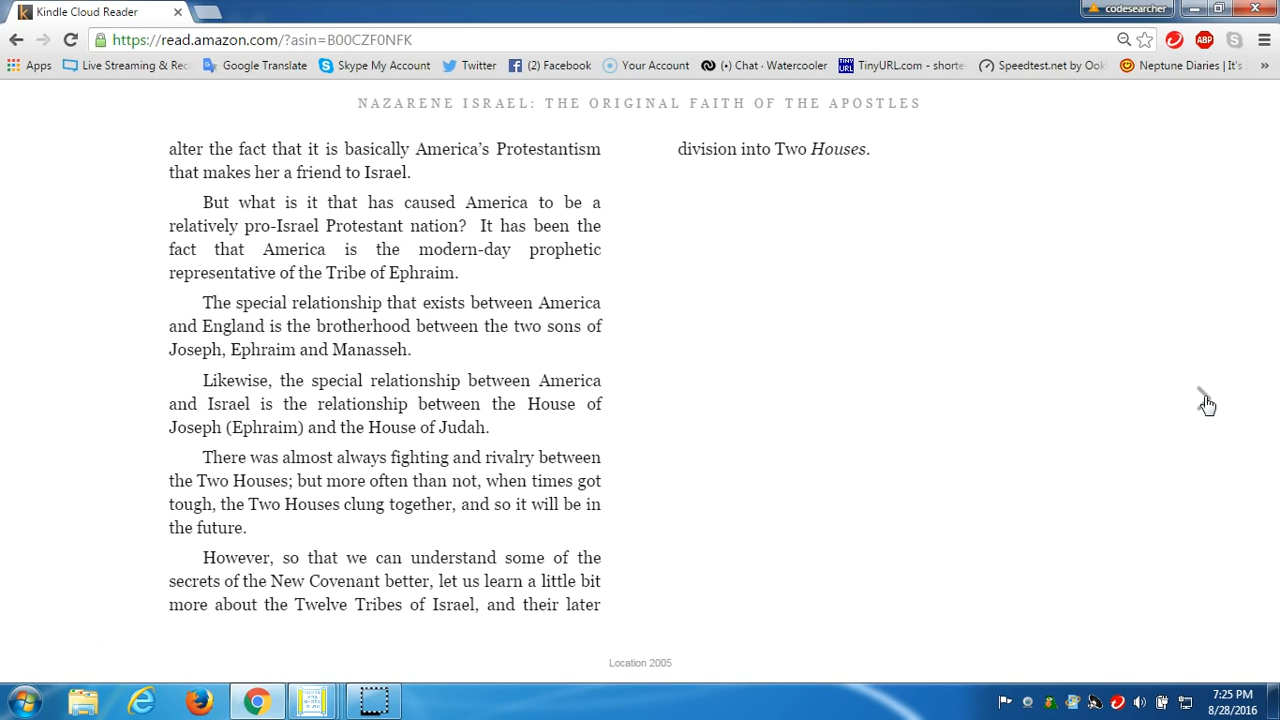 Kindle Cloud Reader
codesearcher
https://read.amazon.com/?asin=B00CZF0NFK
ABP
Apps
Live Streaming & Rec
Google Translate
Skype My Account
Twitter
(2) Facebook
Your Account
(•) Chat · Watercooler
TINY URL
TinyURL.com - shorte
Speedtest.net by Ook
Neptune Diaries | It's
»
NAZARENE ISRAEL: THE ORIGINAL FAITH OF THE APOSTLES
alter the fact that it is basically America’s Protestantism
that makes her a friend to Israel.
But what is it that has caused America to be a
relatively pro-Israel Protestant nation? It has been the
fact that America is the modern-day prophetic
representative of the Tribe of Ephraim.
The special relationship that exists between America
and England is the brotherhood between the two sons of
Joseph, Ephraim and Manasseh.
Likewise, the special relationship between America
and Israel is the relationship between the House of
Joseph (Ephraim) and the House of Judah.
There was almost always fighting and rivalry between
the Two Houses; but more often than not, when times got
tough, the Two Houses clung together, and so it will be in
the future.
However, so that we can understand some of the
secrets of the New Covenant better, let us learn a little bit
more about the Twelve Tribes of Israel, and their later
division into Two Houses.
Location 2005
7:25 PM
8/28/2016